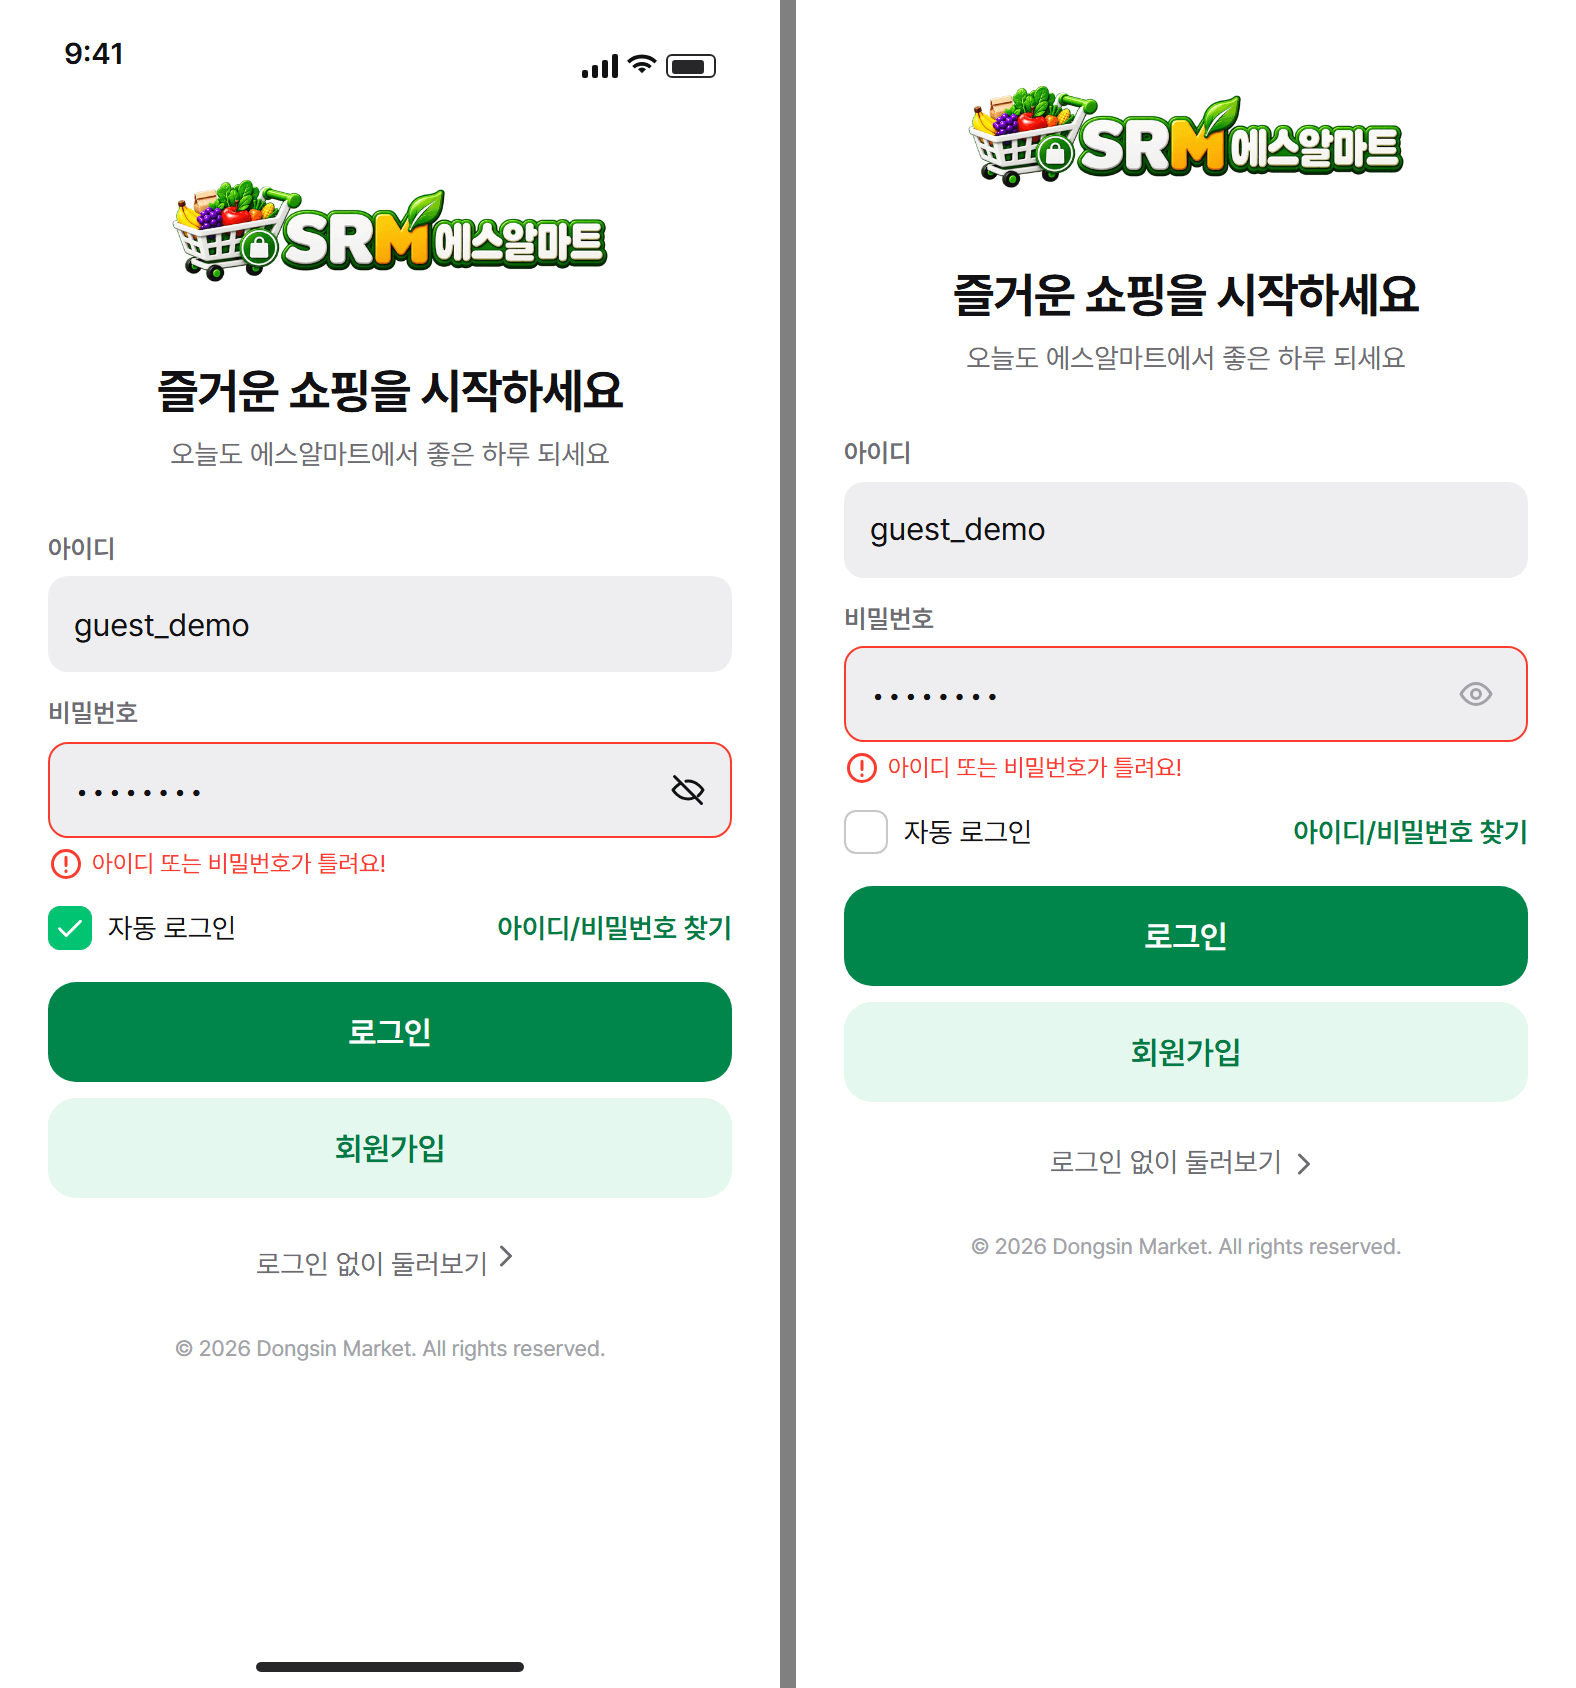 9:41
SRM 에스알마트
즐거운 쇼핑을 시작하세요
오늘도 에스알마트에서 좋은 하루 되세요
아이디
guest_demo
비밀번호
••••••••
아이디 또는 비밀번호가 틀려요!
자동 로그인
아이디/비밀번호 찾기
로그인
회원가입
로그인 없이 둘러보기
© 2026 Dongsin Market. All rights reserved.
SRM 에스알마트
즐거운 쇼핑을 시작하세요
오늘도 에스알마트에서 좋은 하루 되세요
아이디
guest_demo
비밀번호
••••••••
아이디 또는 비밀번호가 틀려요!
자동 로그인
아이디/비밀번호 찾기
로그인
회원가입
로그인 없이 둘러보기
© 2026 Dongsin Market. All rights reserved.